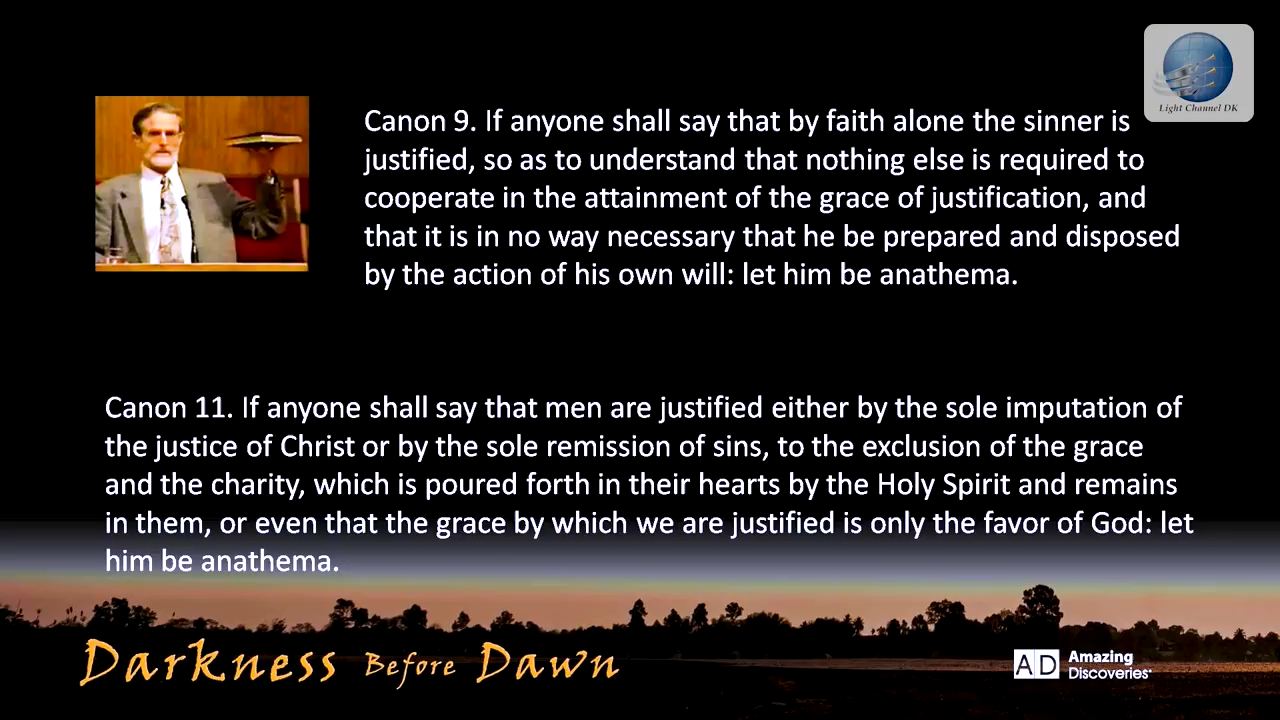 Light Channel DK
Canon 9. If anyone shall say that by faith alone the sinner is
justified, so as to understand that nothing else is required to
cooperate in the attainment of the grace of justification, and
that it is in no way necessary that he be prepared and disposed
by the action of his own will: let him be anathema.
Canon 11. If anyone shall say that men are justified either by the sole imputation of
the justice of Christ or by the sole remission of sins, to the exclusion of the grace
and the charity, which is poured forth in their hearts by the Holy Spirit and remains
in them, or even that the grace by which we are justified is only the favor of God: let
him be anathema.
Darkness Before Dawn
AD Amazing
Discoveries